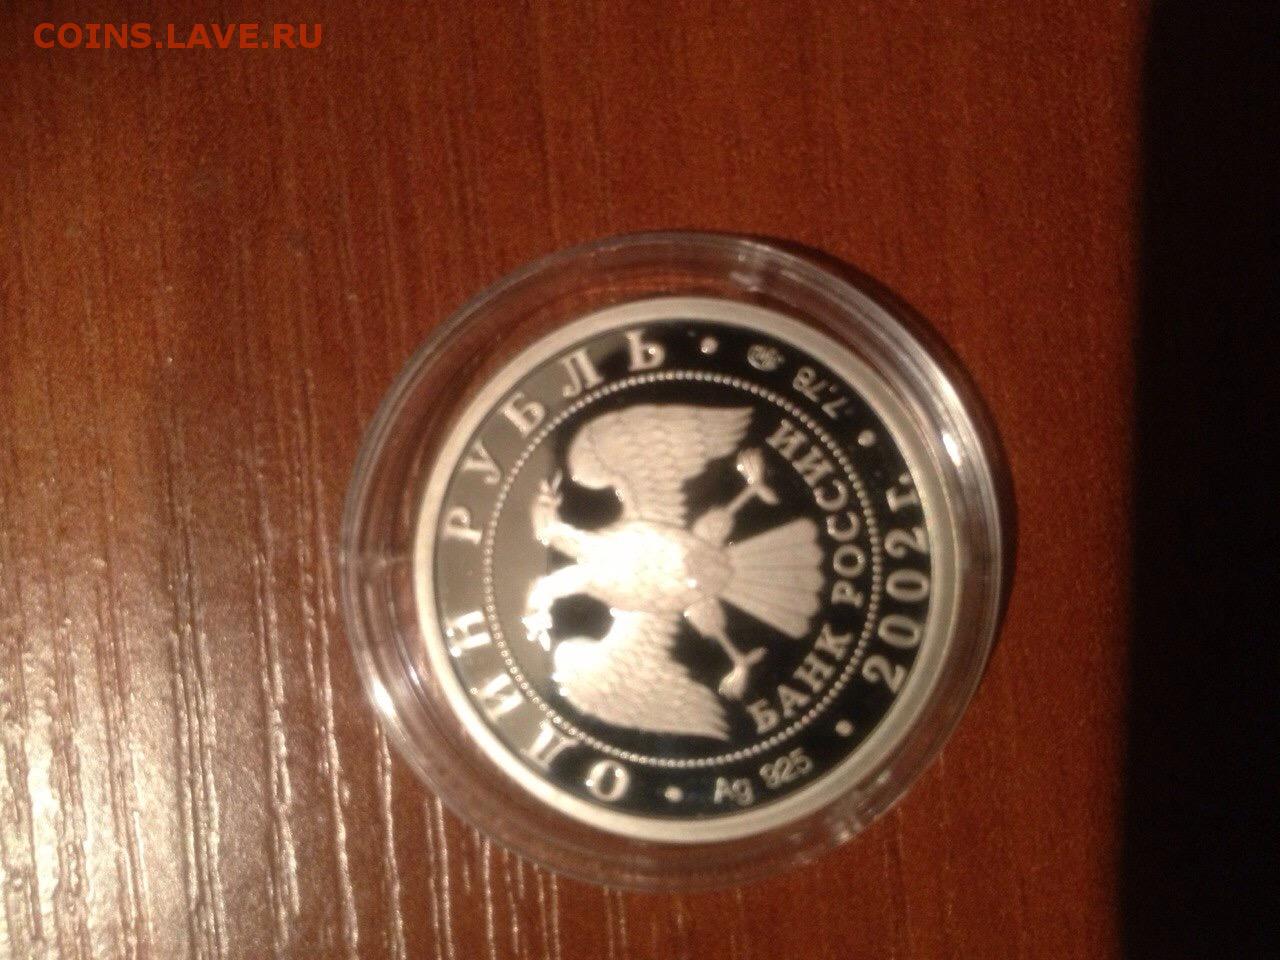 COINS.LAVE.RU
ОДИН РУБЛЬ
БАНК РОССИИ
Ag 925
2002 г.
7,78